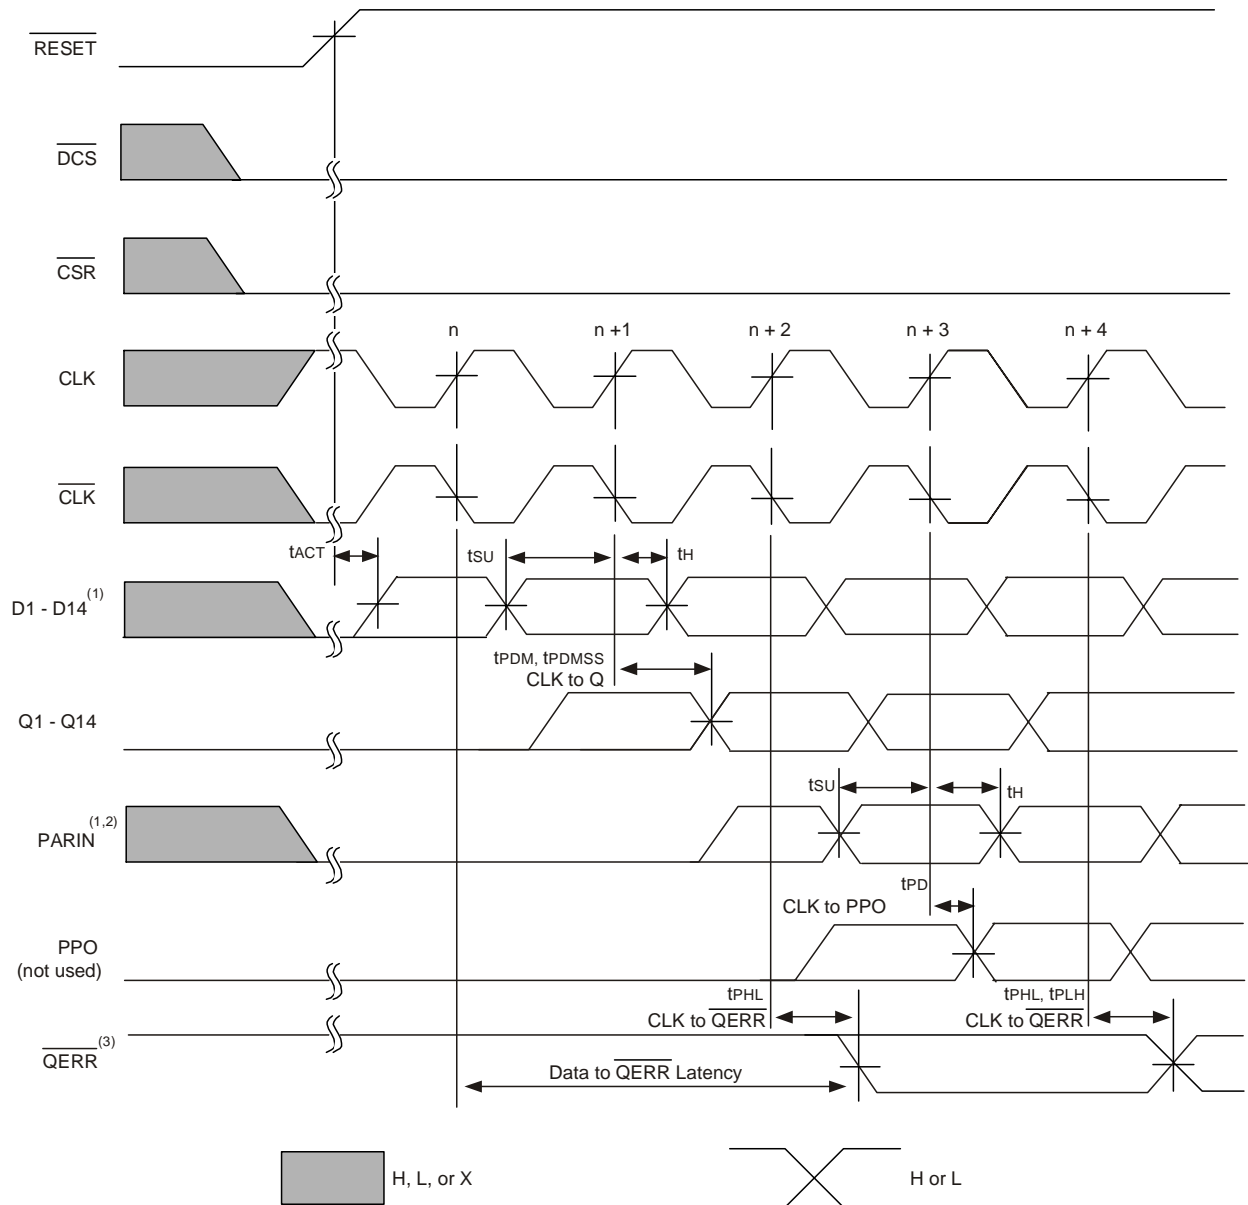 RESET
DCS
CSR
n n +1 n + 2 n + 3 n + 4
CLK
CLK
tACT tSU tH
D1 - D14(1)
tPDM, tPDMSS
CLK to Q
Q1 - Q14
tSU tH
PARIN(1,2)
tPD
CLK to PPO
PPO
(not used)
tPHL tPHL, tPLH
CLK to QERR CLK to QERR
QERR(3)
Data to QERR Latency
H, L, or X H or L